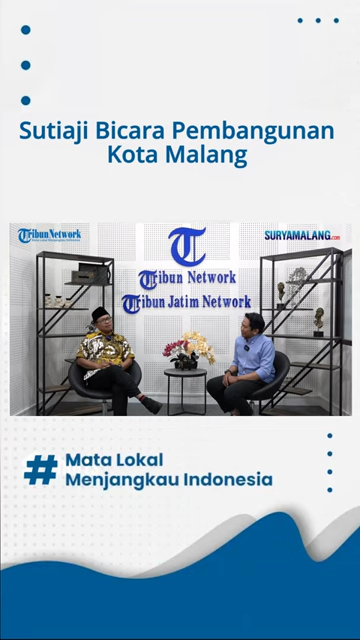 Sutiaji Bicara Pembangunan
Kota Malang
Tribun Network
SURYAMALANG.com
T
Tribun Network
Tribun Jatim Network
# Mata Lokal
Menjangkau Indonesia